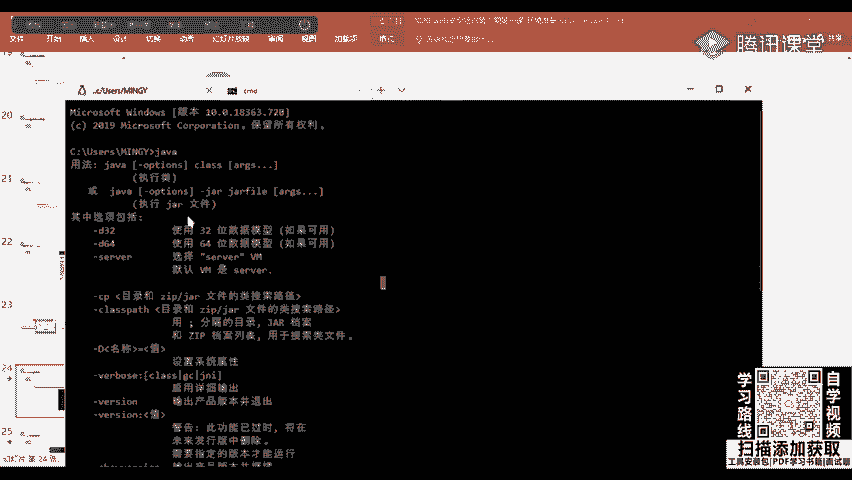 文件 开始 插入 设计 切换 动画 幻灯片放映 审阅 视图 加载项 格式
腾讯课堂
20
21
22
23
24
25
../c/Users/MINGY
cmd
Microsoft Windows [版本 10.0.18363.720]
(c) 2019 Microsoft Corporation。保留所有权利。
C:\Users\MINGY>java
用法: java [-options] class [args...]
(执行类)
或 java [-options] -jar jarfile [args...]
(执行 jar 文件)
其中选项包括:
-d32 使用 32 位数据模型 (如果可用)
-d64 使用 64 位数据模型 (如果可用)
-server 选择 "server" VM
默认 VM 是 server.
-cp <目录和 zip/jar 文件的类搜索路径>
-classpath <目录和 zip/jar 文件的类搜索路径>
用 ; 分隔的目录, JAR 档案
和 ZIP 档案列表, 用于搜索类文件。
-D<名称>=<值>
设置系统属性
-verbose:[class|gc|jni]
启用详细输出
-version 输出产品版本并退出
-version:<值>
警告: 此功能已过时, 将在
未来发行版中删除。
需要指定的版本才能运行
输出产品版本并继续
学习路线
自学视频
扫描添加获取
工具安装包|PDF学习书籍|面试题